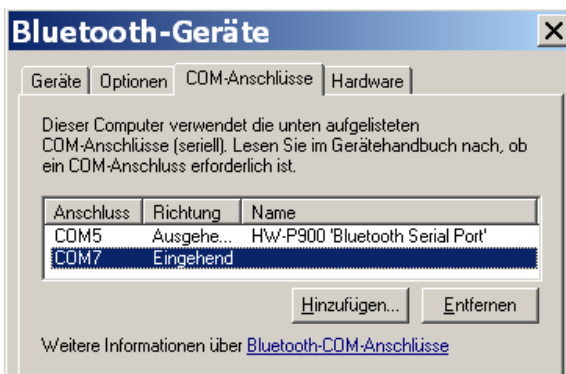 Bluetooth-Geräte
Geräte Optionen COM-Anschlüsse Hardware
Dieser Computer verwendet die unten aufgelisteten
COM-Anschlüsse (seriell). Lesen Sie im Gerätehandbuch nach, ob
ein COM-Anschluss erforderlich ist.
Anschluss Richtung Name
COM5 Ausgehe... HW-P900 'Bluetooth Serial Port'
COM7 Eingehend
Hinzufügen... Entfernen
Weitere Informationen über Bluetooth-COM-Anschlüsse